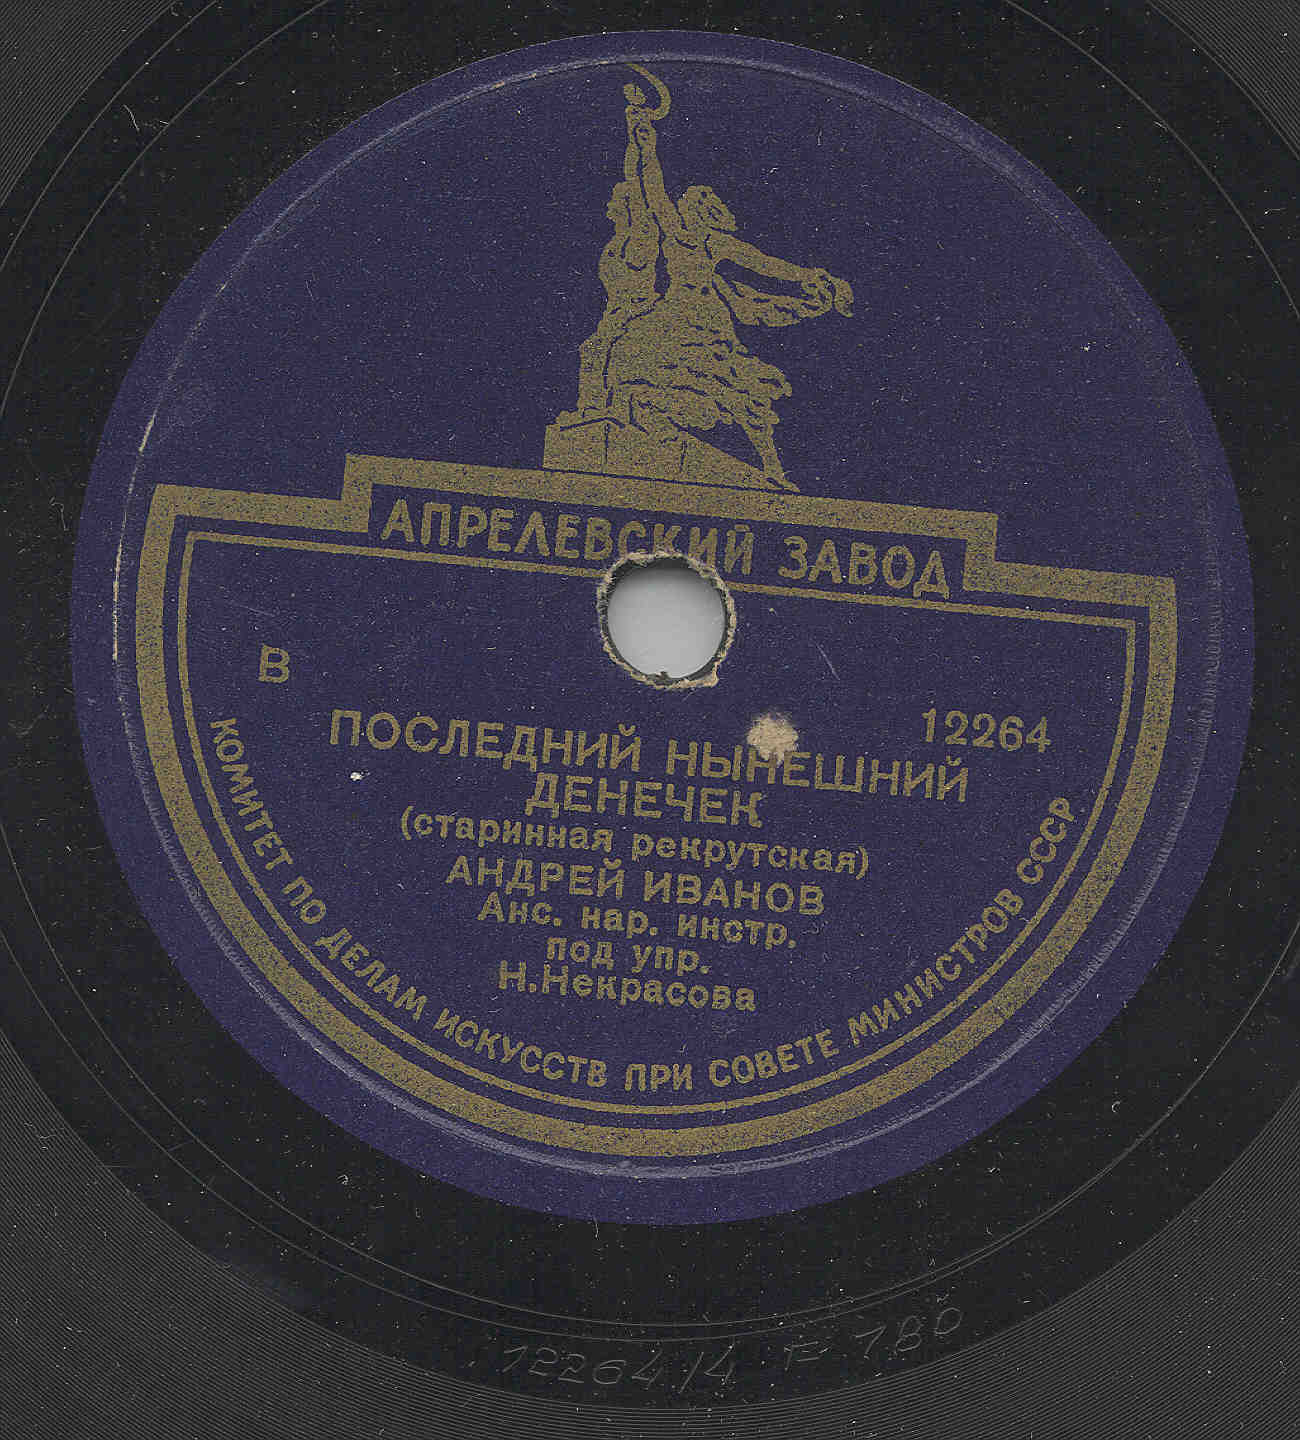 АПРЕЛЕВСКИЙ ЗАВОД
В
12264
ПОСЛЕДНИЙ НЫНЕШНИЙ
ДЕНЕЧЕК
(старинная рекрутская)
АНДРЕЙ ИВАНОВ
Анс. нар. инстр.
под упр.
Н.Некрасова
КОМИТЕТ ПО ДЕЛАМ ИСКУССТВ ПРИ СОВЕТЕ МИНИСТРОВ СССР
12264/4 F 180